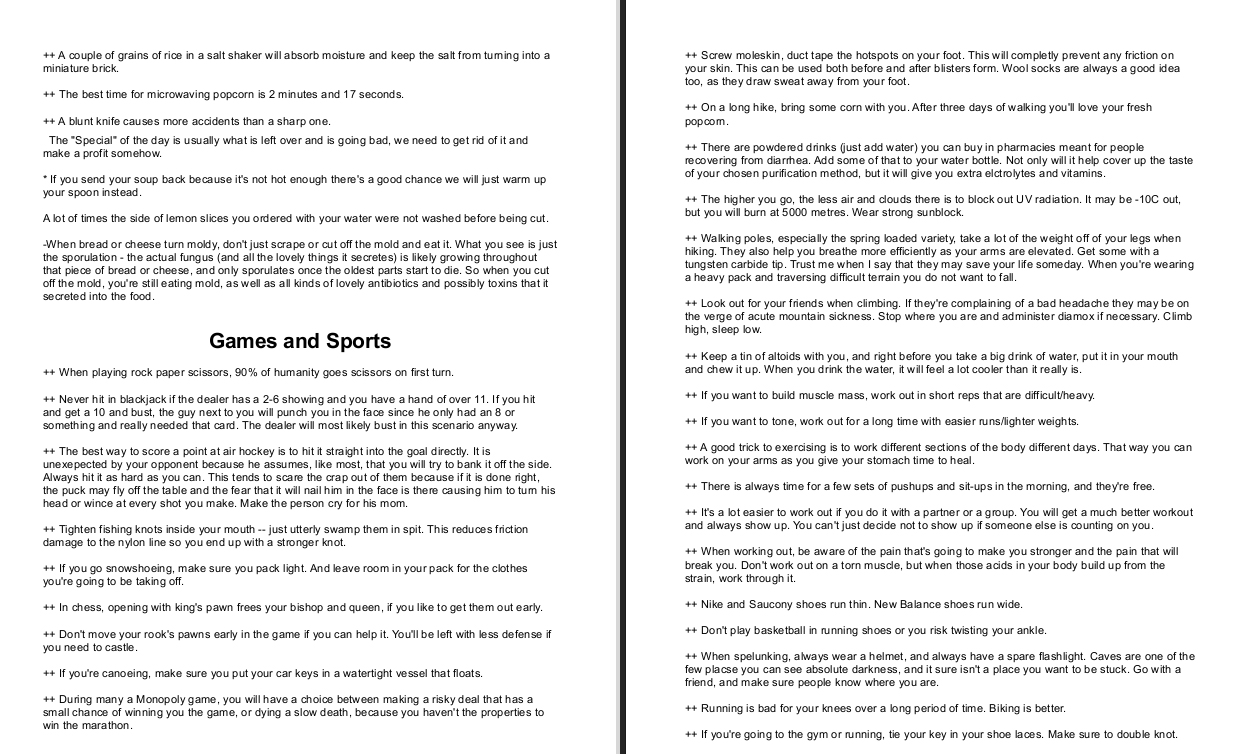 ++ A couple of grains of rice in a salt shaker will absorb moisture and keep the salt from turning into a
miniature brick.
++ The best time for microwaving popcorn is 2 minutes and 17 seconds.
++ A blunt knife causes more accidents than a sharp one.
The "Special" of the day is usually what is left over and is going bad, we need to get rid of it and
make a profit somehow.
* If you send your soup back because it's not hot enough there's a good chance we will just warm up
your spoon instead.
A lot of times the side of lemon slices you ordered with your water were not washed before being cut.
-When bread or cheese turn moldy, don't just scrape or cut off the mold and eat it. What you see is just
the sporulation - the actual fungus (and all the lovely things it secretes) is likely growing throughout
that piece of bread or cheese, and only sporulates once the oldest parts start to die. So when you cut
off the mold, you're still eating mold, as well as all kinds of lovely antibiotics and possibly toxins that it
secreted into the food.
Games and Sports
++ When playing rock paper scissors, 90% of humanity goes scissors on first turn.
++ Never hit in blackjack if the dealer has a 2-6 showing and you have a hand of over 11. If you hit
and get a 10 and bust, the guy next to you will punch you in the face since he only had an 8 or
something and really needed that card. The dealer will most likely bust in this scenario anyway.
++ The best way to score a point at air hockey is to hit it straight into the goal directly. It is
unexepected by your opponent because he assumes, like most, that you will try to bank it off the side.
Always hit it as hard as you can. This tends to scare the crap out of them because if it is done right,
the puck may fly off the table and the fear that it will nail him in the face is there causing him to turn his
head or wince at every shot you make. Make the person cry for his mom.
++ Tighten fishing knots inside your mouth -- just utterly swamp them in spit. This reduces friction
damage to the nylon line so you end up with a stronger knot.
++ If you go snowshoeing, make sure you pack light. And leave room in your pack for the clothes
you're going to be taking off.
++ In chess, opening with king's pawn frees your bishop and queen, if you like to get them out early.
++ Don't move your rook's pawns early in the game if you can help it. You'll be left with less defense if
you need to castle.
++ If you're canoeing, make sure you put your car keys in a watertight vessel that floats.
++ During many a Monopoly game, you will have a choice between making a risky deal that has a
small chance of winning you the game, or dying a slow death, because you haven't the properties to
win the marathon.
++ Screw moleskin, duct tape the hotspots on your foot. This will completly prevent any friction on
your skin. This can be used both before and after blisters form. Wool socks are always a good idea
too, as they draw sweat away from your foot.
++ On a long hike, bring some corn with you. After three days of walking you'll love your fresh
popcorn.
++ There are powdered drinks (just add water) you can buy in pharmacies meant for people
recovering from diarrhea. Add some of that to your water bottle. Not only will it help cover up the taste
of your chosen purification method, but it will give you extra elctrolytes and vitamins.
++ The higher you go, the less air and clouds there is to block out UV radiation. It may be -10C out,
but you will burn at 5000 metres. Wear strong sunblock.
++ Walking poles, especially the spring loaded variety, take a lot of the weight off of your legs when
hiking. They also help you breathe more efficiently as your arms are elevated. Get some with a
tungsten carbide tip. Trust me when I say that they may save your life someday. When you're wearing
a heavy pack and traversing difficult terrain you do not want to fall.
++ Look out for your friends when climbing. If they're complaining of a bad headache they may be on
the verge of acute mountain sickness. Stop where you are and administer diamox if necessary. Climb
high, sleep low.
++ Keep a tin of altoids with you, and right before you take a big drink of water, put it in your mouth
and chew it up. When you drink the water, it will feel a lot cooler than it really is.
++ If you want to build muscle mass, work out in short reps that are difficult/heavy.
++ If you want to tone, work out for a long time with easier runs/lighter weights.
++ A good trick to exercising is to work different sections of the body different days. That way you can
work on your arms as you give your stomach time to heal.
++ There is always time for a few sets of pushups and sit-ups in the morning, and they're free.
++ It's a lot easier to work out if you do it with a partner or a group. You will get a much better workout
and always show up. You can't just decide not to show up if someone else is counting on you.
++ When working out, be aware of the pain that's going to make you stronger and the pain that will
break you. Don't work out on a torn muscle, but when those acids in your body build up from the
strain, work through it.
++ Nike and Saucony shoes run thin. New Balance shoes run wide.
++ Don't play basketball in running shoes or you risk twisting your ankle.
++ When spelunking, always wear a helmet, and always have a spare flashlight. Caves are one of the
few placse you can see absolute darkness, and it sure isn't a place you want to be stuck. Go with a
friend, and make sure people know where you are.
++ Running is bad for your knees over a long period of time. Biking is better.
++ If you're going to the gym or running, tie your key in your shoe laces. Make sure to double knot.